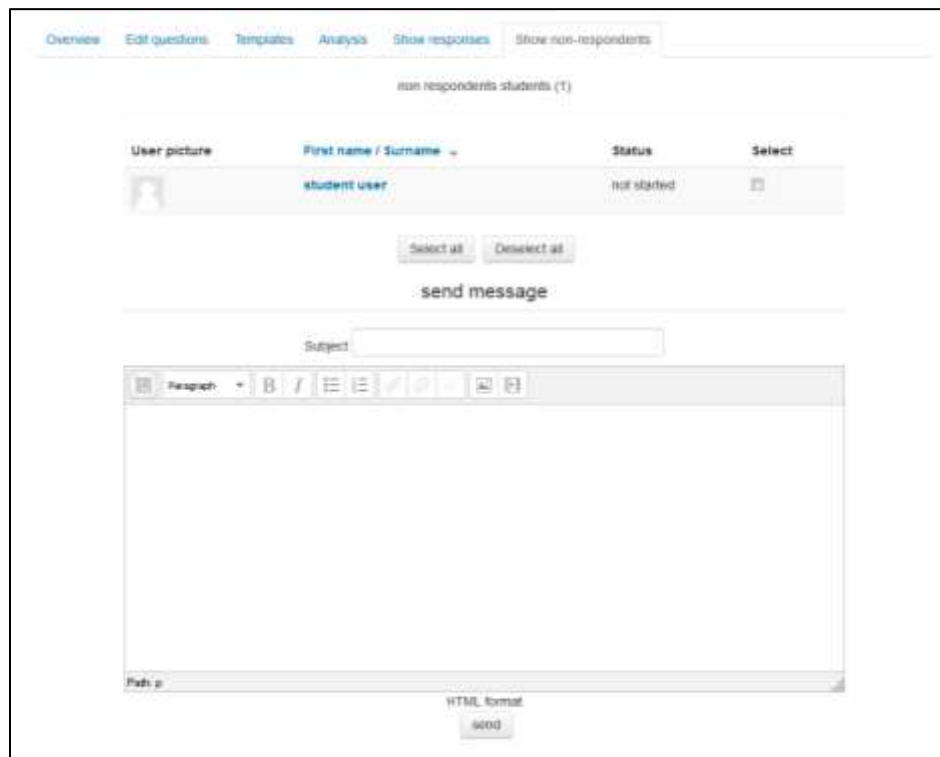 Overview Edit questions Templates Analysis Show responses Show non-respondents
non respondents students (1)
User picture First name / Surname Status Select
student user not started
Select all Deselect all
send message
Subject
Paragraph B I
Path: p
HTML format
send